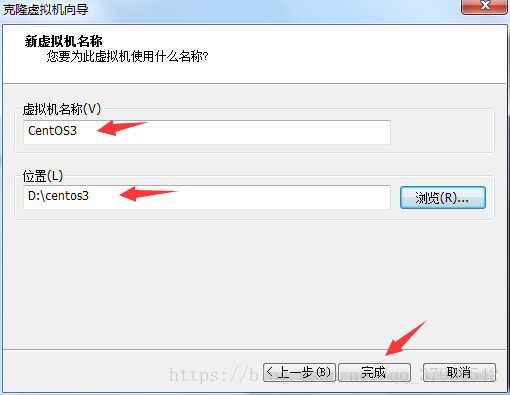 克隆虚拟机向导
新虚拟机名称
您要为此虚拟机使用什么名称?
虚拟机名称(V)
CentOS3
位置(L)
D:\centos3
浏览(R)...
< 上一步(B)
完成
取消